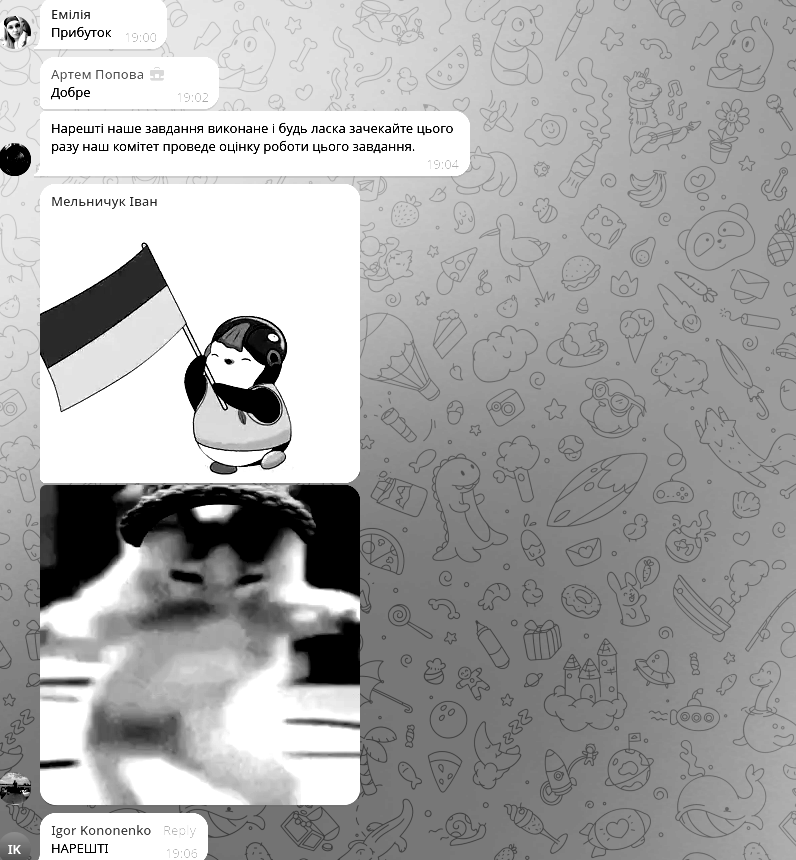 Емілія
Прибуток
19:00
Артем Попова
Добре
19:02
Нарешті наше завдання виконане і будь ласка зачекайте цього
разу наш комітет проведе оцінку роботи цього завдання.
19:04
Мельничук Іван
Igor Kononenko Reply
НАРЕШТІ
19:06
IK